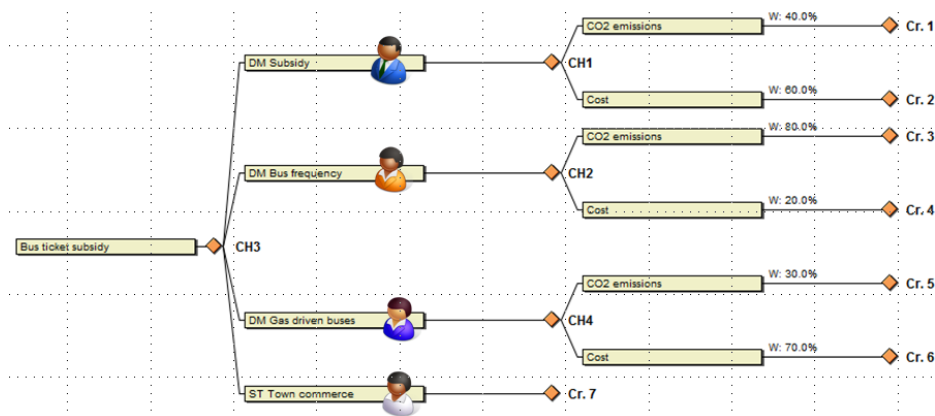 W: 40.0%
CO2 emissions
Cr. 1
DM Subsidy
CH1
W: 60.0%
Cost
Cr. 2
W: 80.0%
CO2 emissions
Cr. 3
DM Bus frequency
CH2
W: 20.0%
Cost
Cr. 4
Bus ticket subsidy
CH3
W: 30.0%
CO2 emissions
Cr. 5
DM Gas driven buses
CH4
W: 70.0%
Cost
Cr. 6
ST Town commerce
Cr. 7